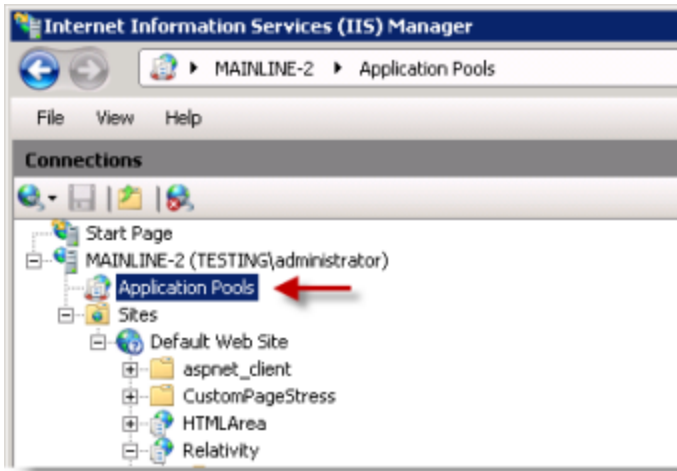 Internet Information Services (IIS) Manager
MAINLINE-2 Application Pools
File View Help
Connections
Start Page
MAINLINE-2 (TESTING\administrator)
Application Pools
Sites
Default Web Site
aspnet_client
CustomPageStress
HTMLArea
Relativity